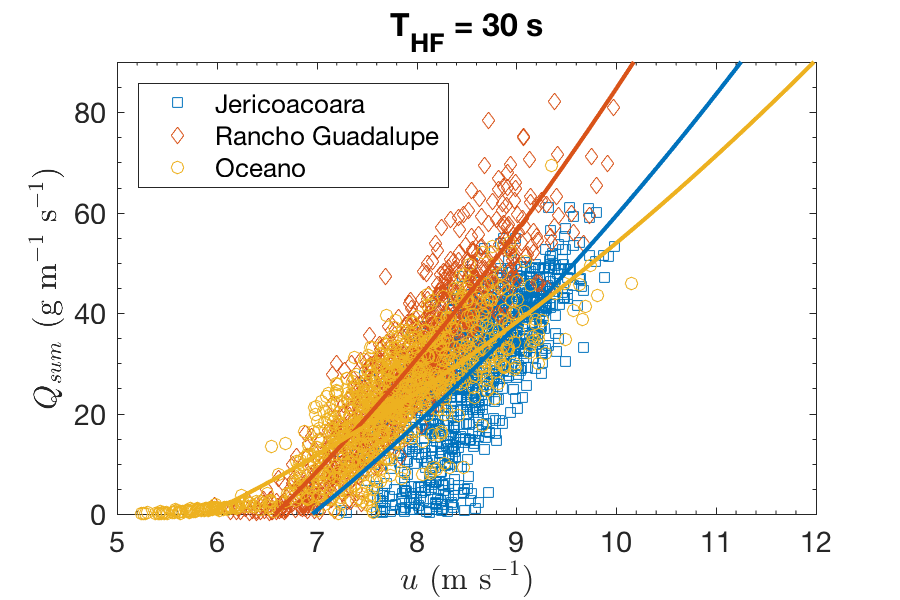 T_HF = 30 s
Jericoacoara
Rancho Guadalupe
Oceano
Q_sum (g m^−1 s^−1)
80
60
40
20
0
5 6 7 8 9 10 11 12
u (m s^−1)